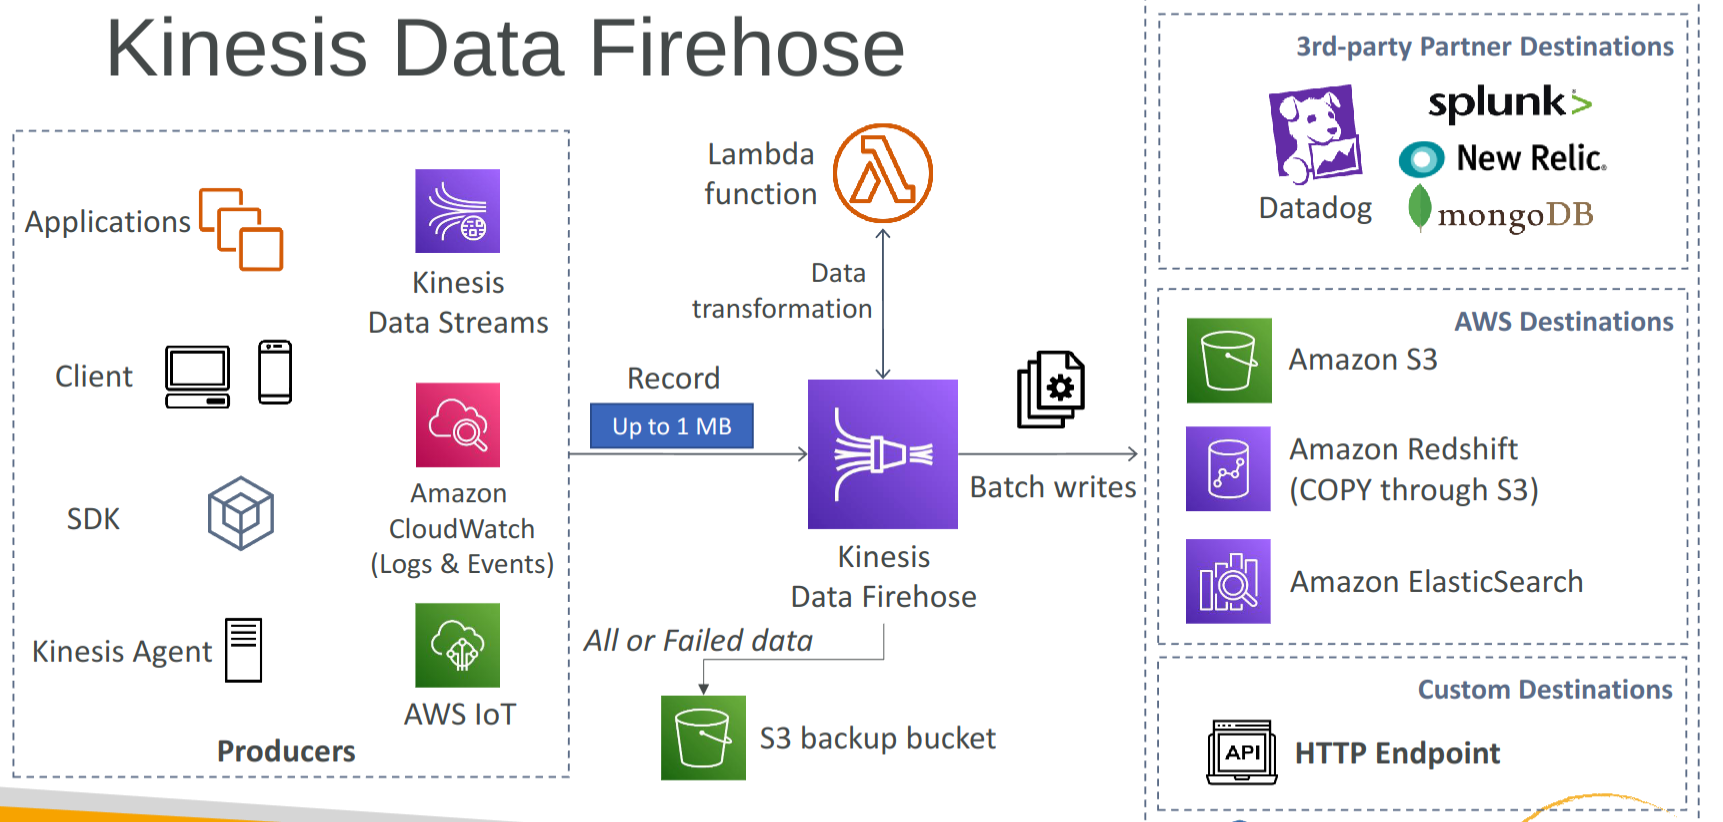 Kinesis Data Firehose
Applications
Kinesis
Data Streams
Client
Amazon
CloudWatch
(Logs & Events)
SDK
Kinesis Agent
AWS IoT
Producers
Lambda
function
Data
transformation
Record
Up to 1 MB
Kinesis
Data Firehose
Batch writes
All or Failed data
S3 backup bucket
3rd-party Partner Destinations
Datadog
splunk>
New Relic.
mongoDB
AWS Destinations
Amazon S3
Amazon Redshift
(COPY through S3)
Amazon ElasticSearch
Custom Destinations
API
HTTP Endpoint